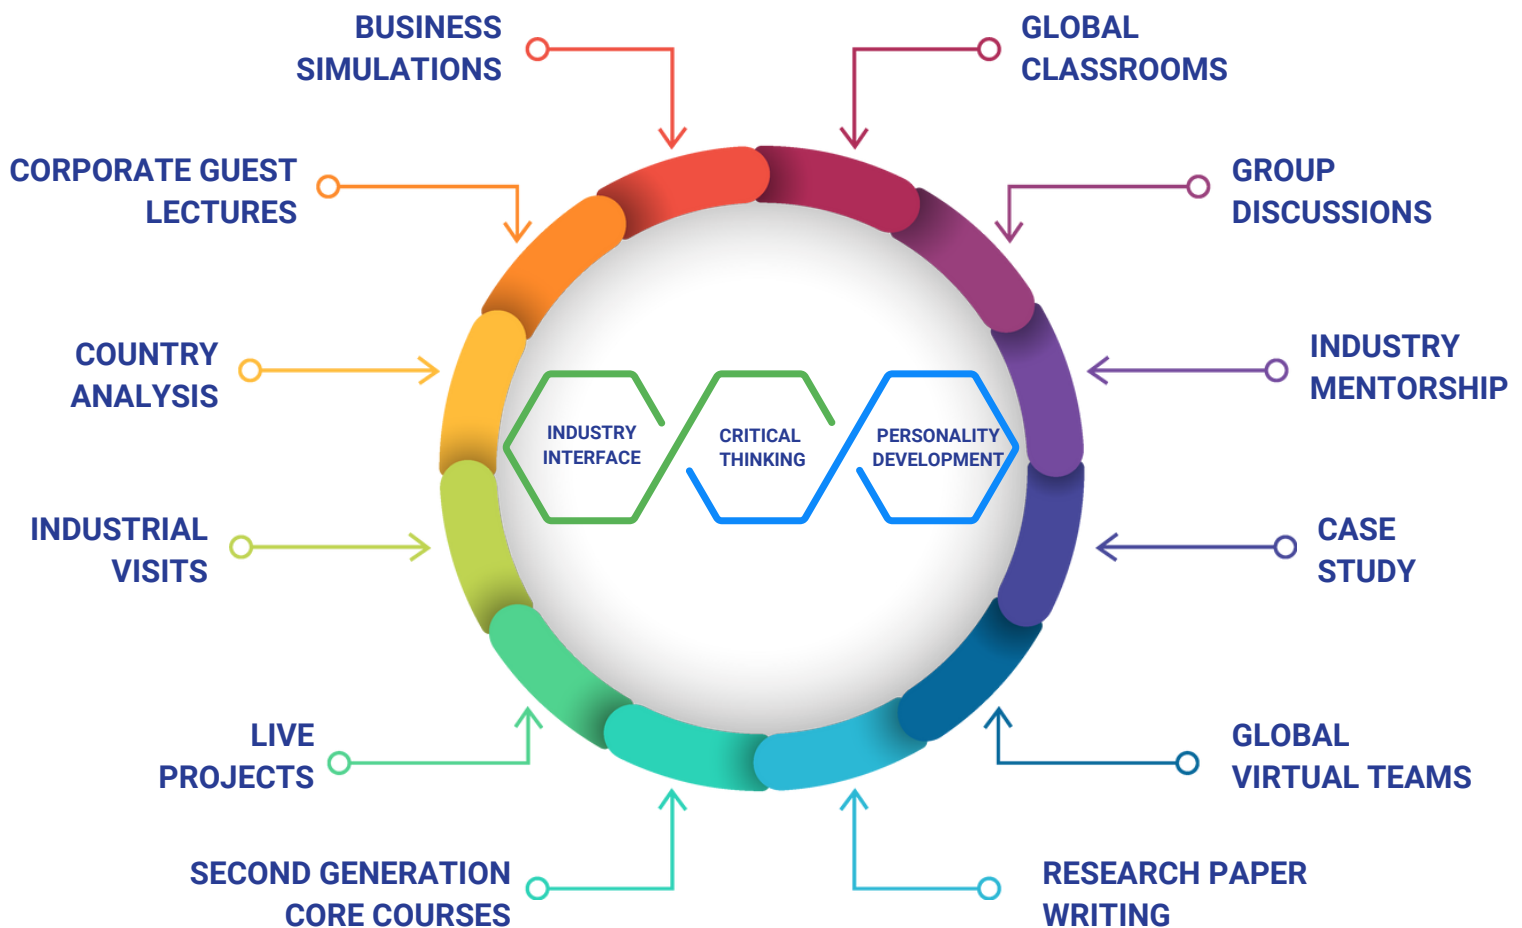 BUSINESS
SIMULATIONS
GLOBAL
CLASSROOMS
CORPORATE GUEST
LECTURES
GROUP
DISCUSSIONS
COUNTRY
ANALYSIS
INDUSTRY
MENTORSHIP
INDUSTRY
INTERFACE
CRITICAL
THINKING
PERSONALITY
DEVELOPMENT
INDUSTRIAL
VISITS
CASE
STUDY
LIVE
PROJECTS
GLOBAL
VIRTUAL TEAMS
SECOND GENERATION
CORE COURSES
RESEARCH PAPER
WRITING